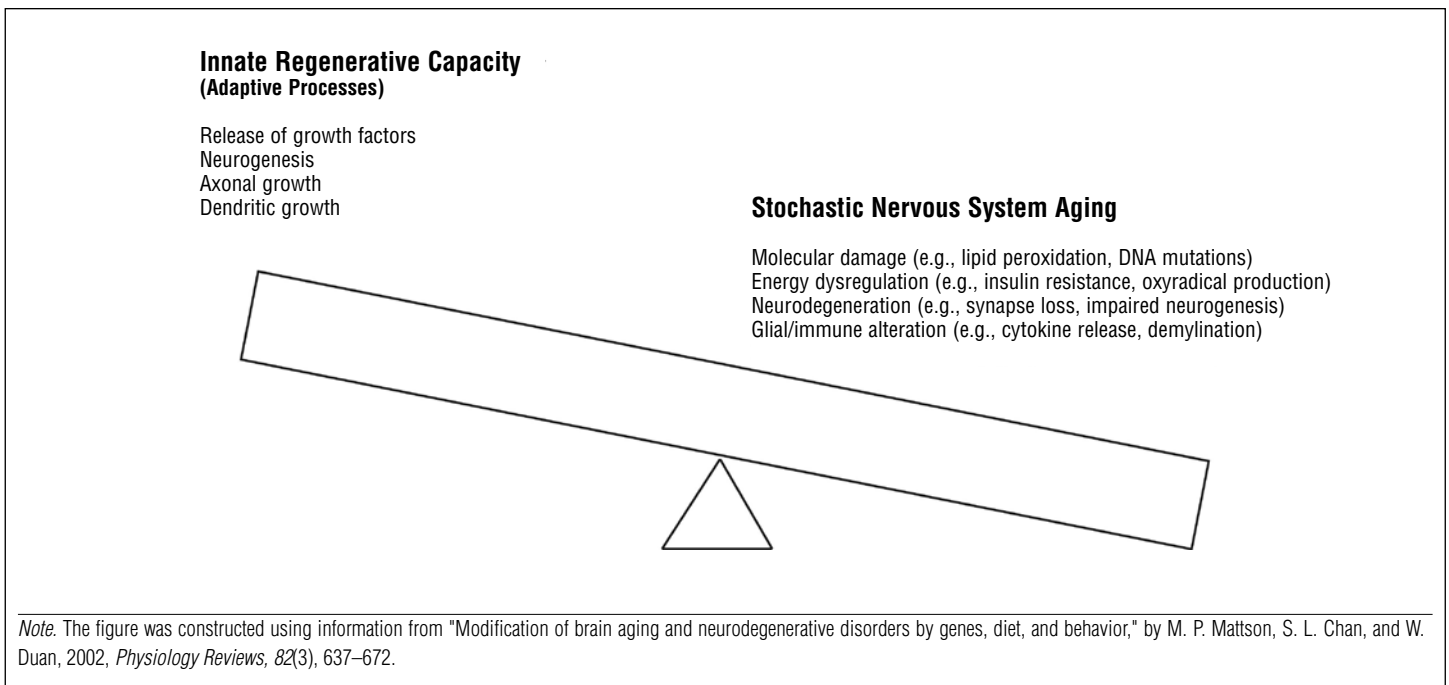 Innate Regenerative Capacity
(Adaptive Processes)
Release of growth factors
Neurogenesis
Axonal growth
Dendritic growth
Stochastic Nervous System Aging
Molecular damage (e.g., lipid peroxidation, DNA mutations)
Energy dysregulation (e.g., insulin resistance, oxyradical production)
Neurodegeneration (e.g., synapse loss, impaired neurogenesis)
Glial/immune alteration (e.g., cytokine release, demylination)
Note. The figure was constructed using information from "Modification of brain aging and neurodegenerative disorders by genes, diet, and behavior," by M. P. Mattson, S. L. Chan, and W.
Duan, 2002, Physiology Reviews, 82(3), 637–672.